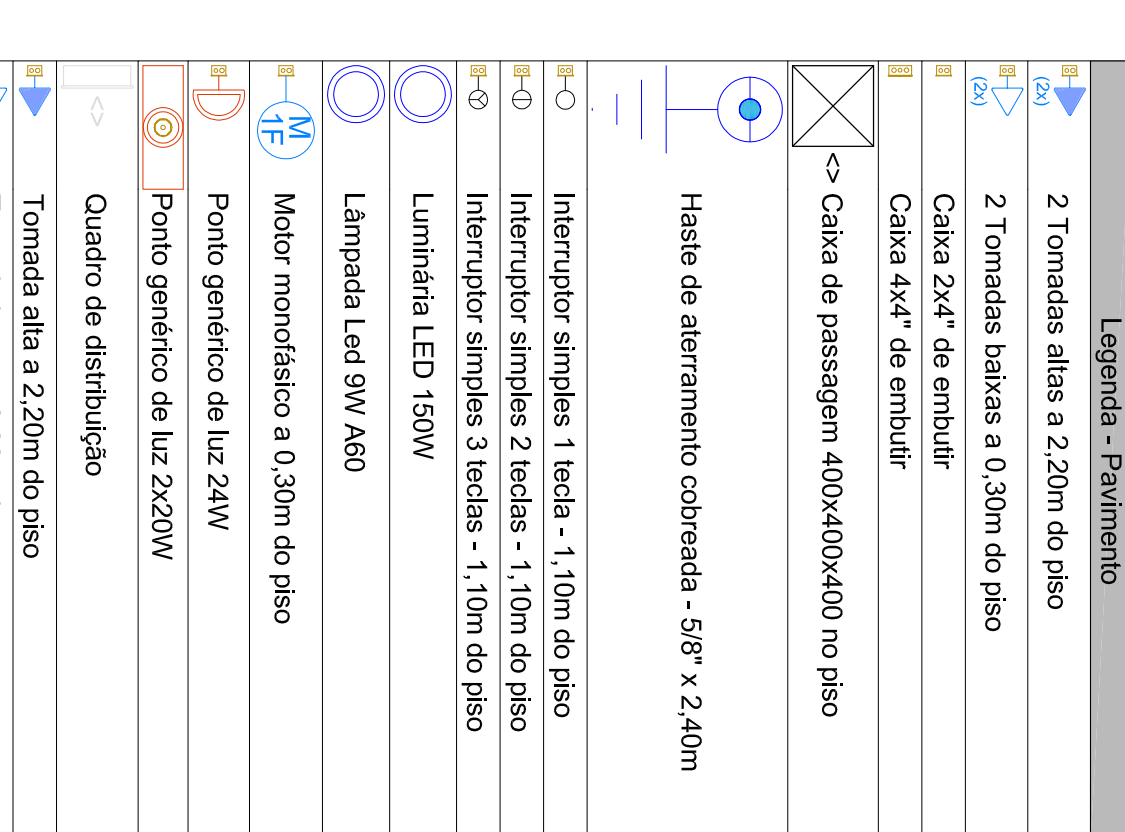 Legenda - Pavimento
(2x) 2 Tomadas altas a 2,20m do piso
(2x) 2 Tomadas baixas a 0,30m do piso
Caixa 2x4" de embutir
Caixa 4x4" de embutir
<> Caixa de passagem 400x400x400 no piso
Haste de aterramento cobreada - 5/8" x 2,40m
Interruptor simples 1 tecla - 1,10m do piso
Interruptor simples 2 teclas - 1,10m do piso
Interruptor simples 3 teclas - 1,10m do piso
Luminária LED 150W
Lâmpada Led 9W A60
M 1F Motor monofásico a 0,30m do piso
Ponto genérico de luz 24W
Ponto genérico de luz 2x20W
<> Quadro de distribuição
Tomada alta a 2,20m do piso